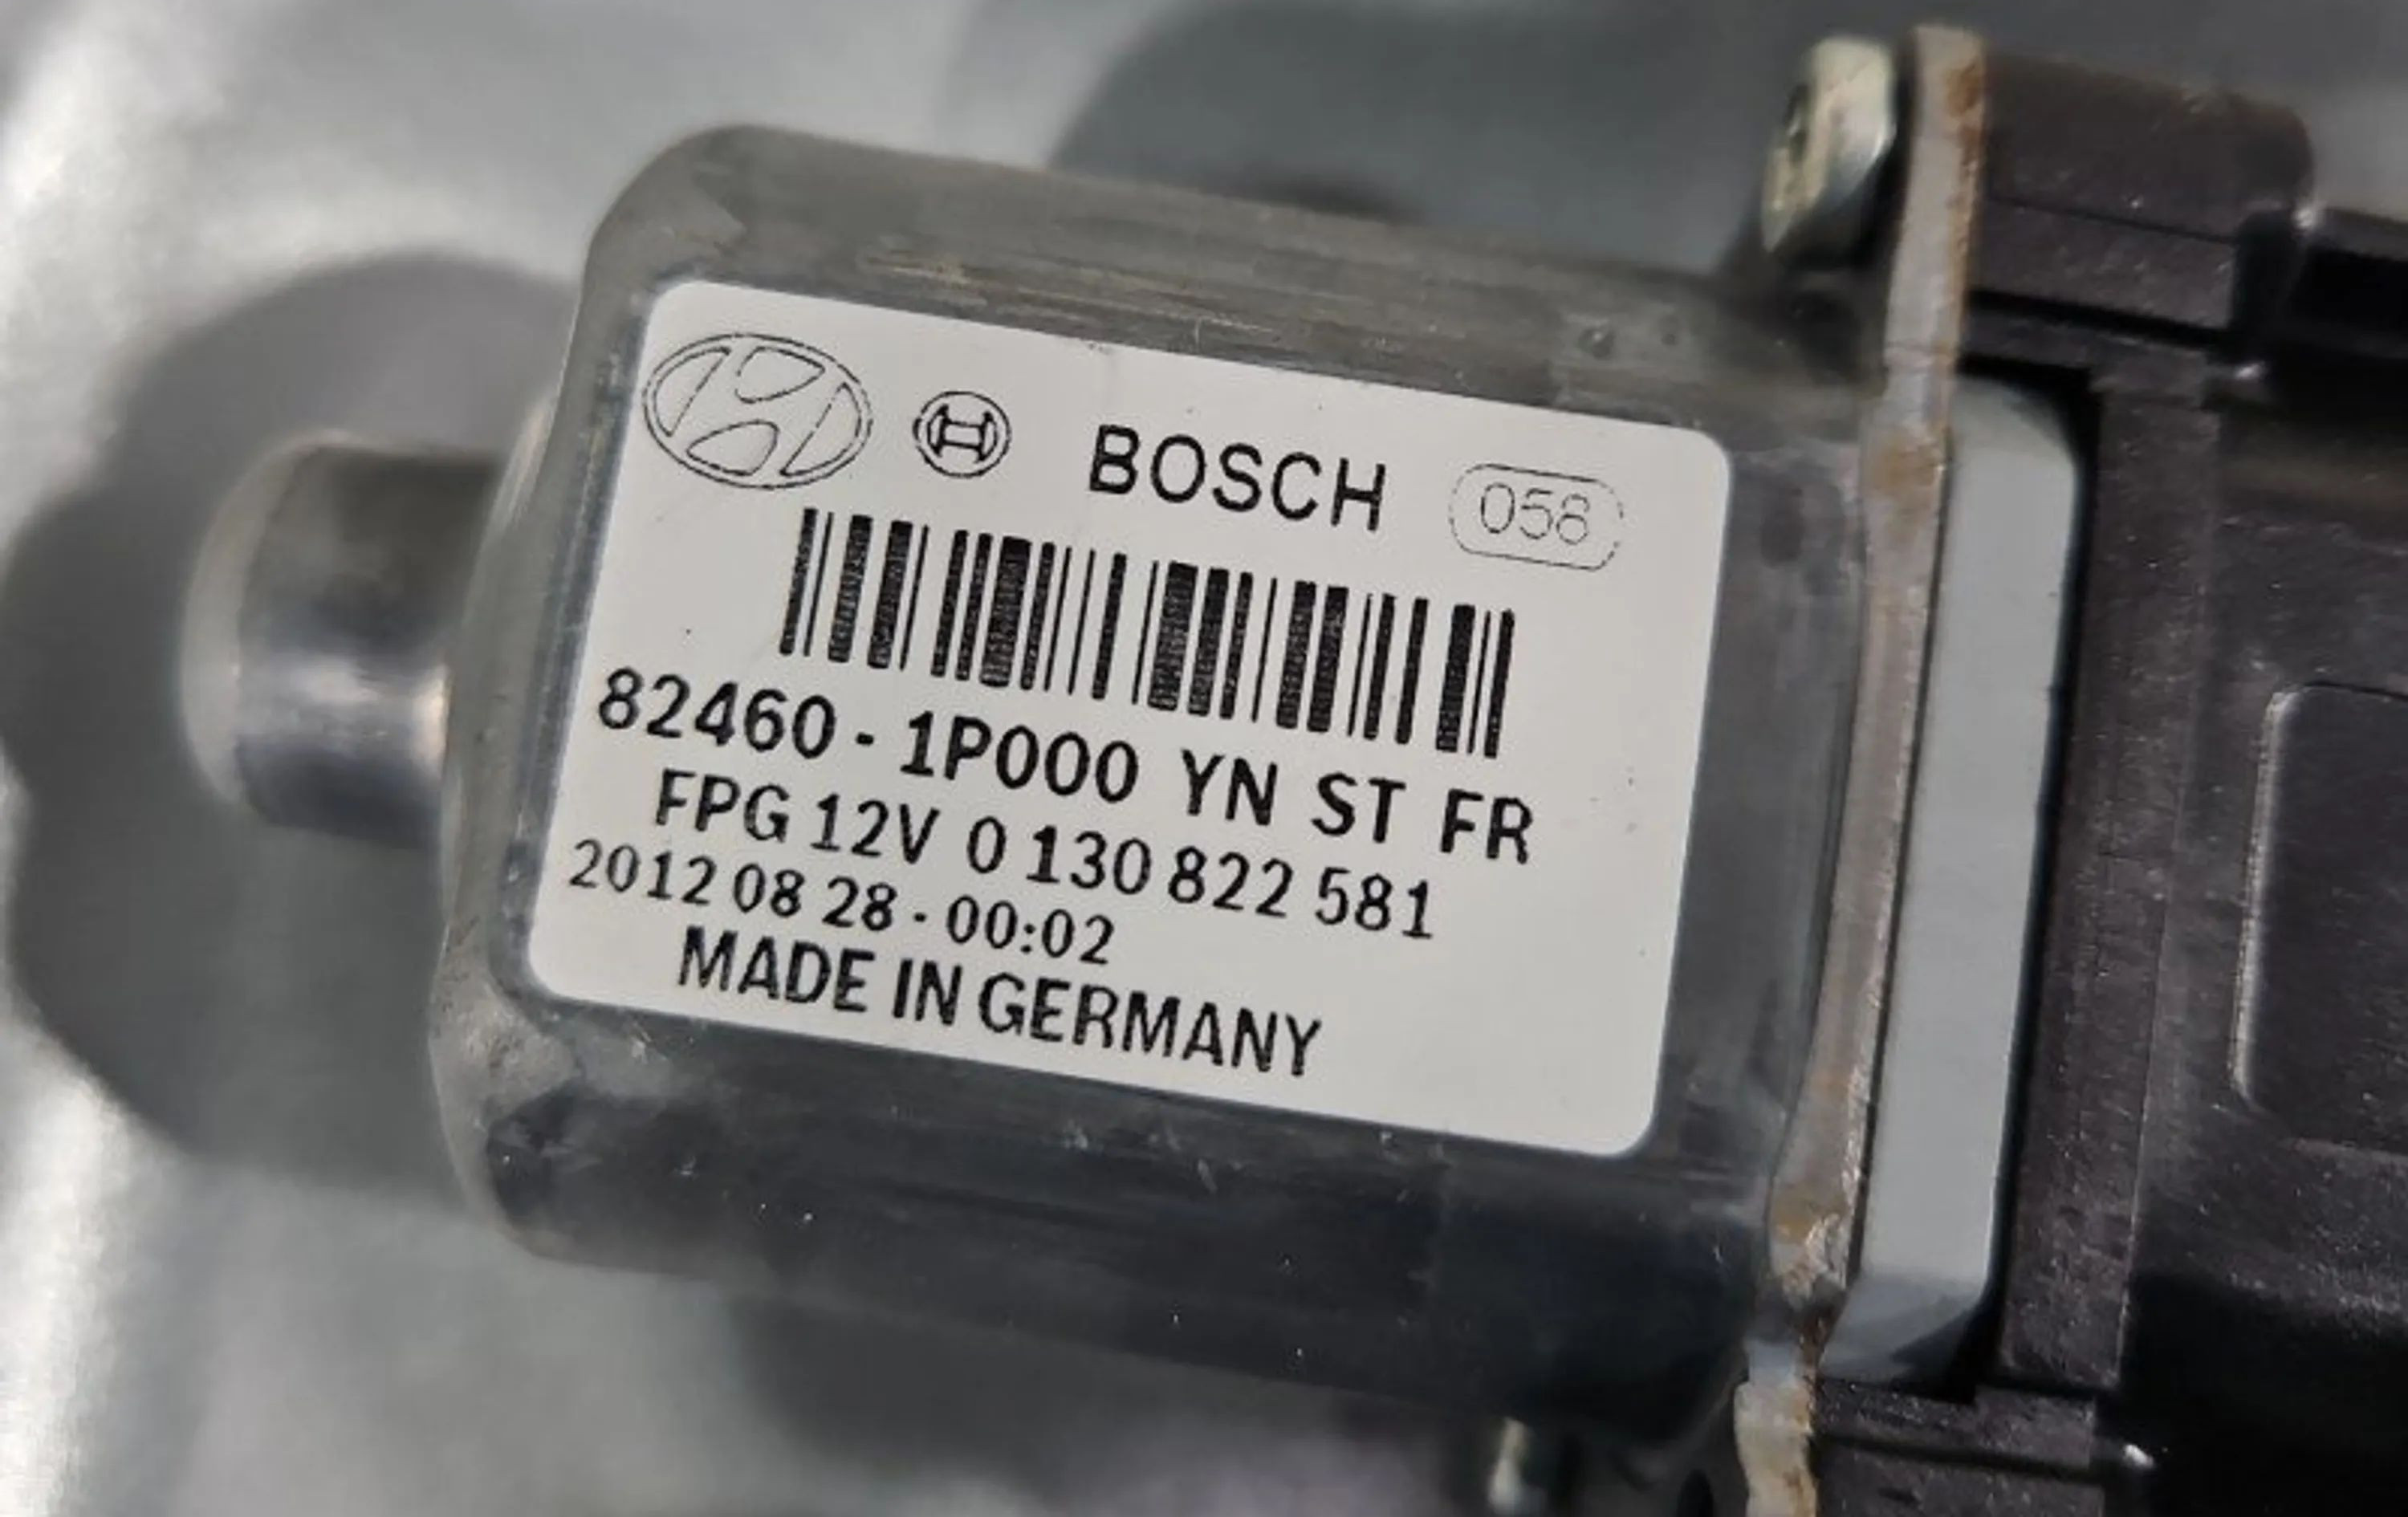 BOSCH 058
82460 - 1P000 YN ST FR
FPG 12V 0 130 822 581
2012 08 28 - 00:02
MADE IN GERMANY